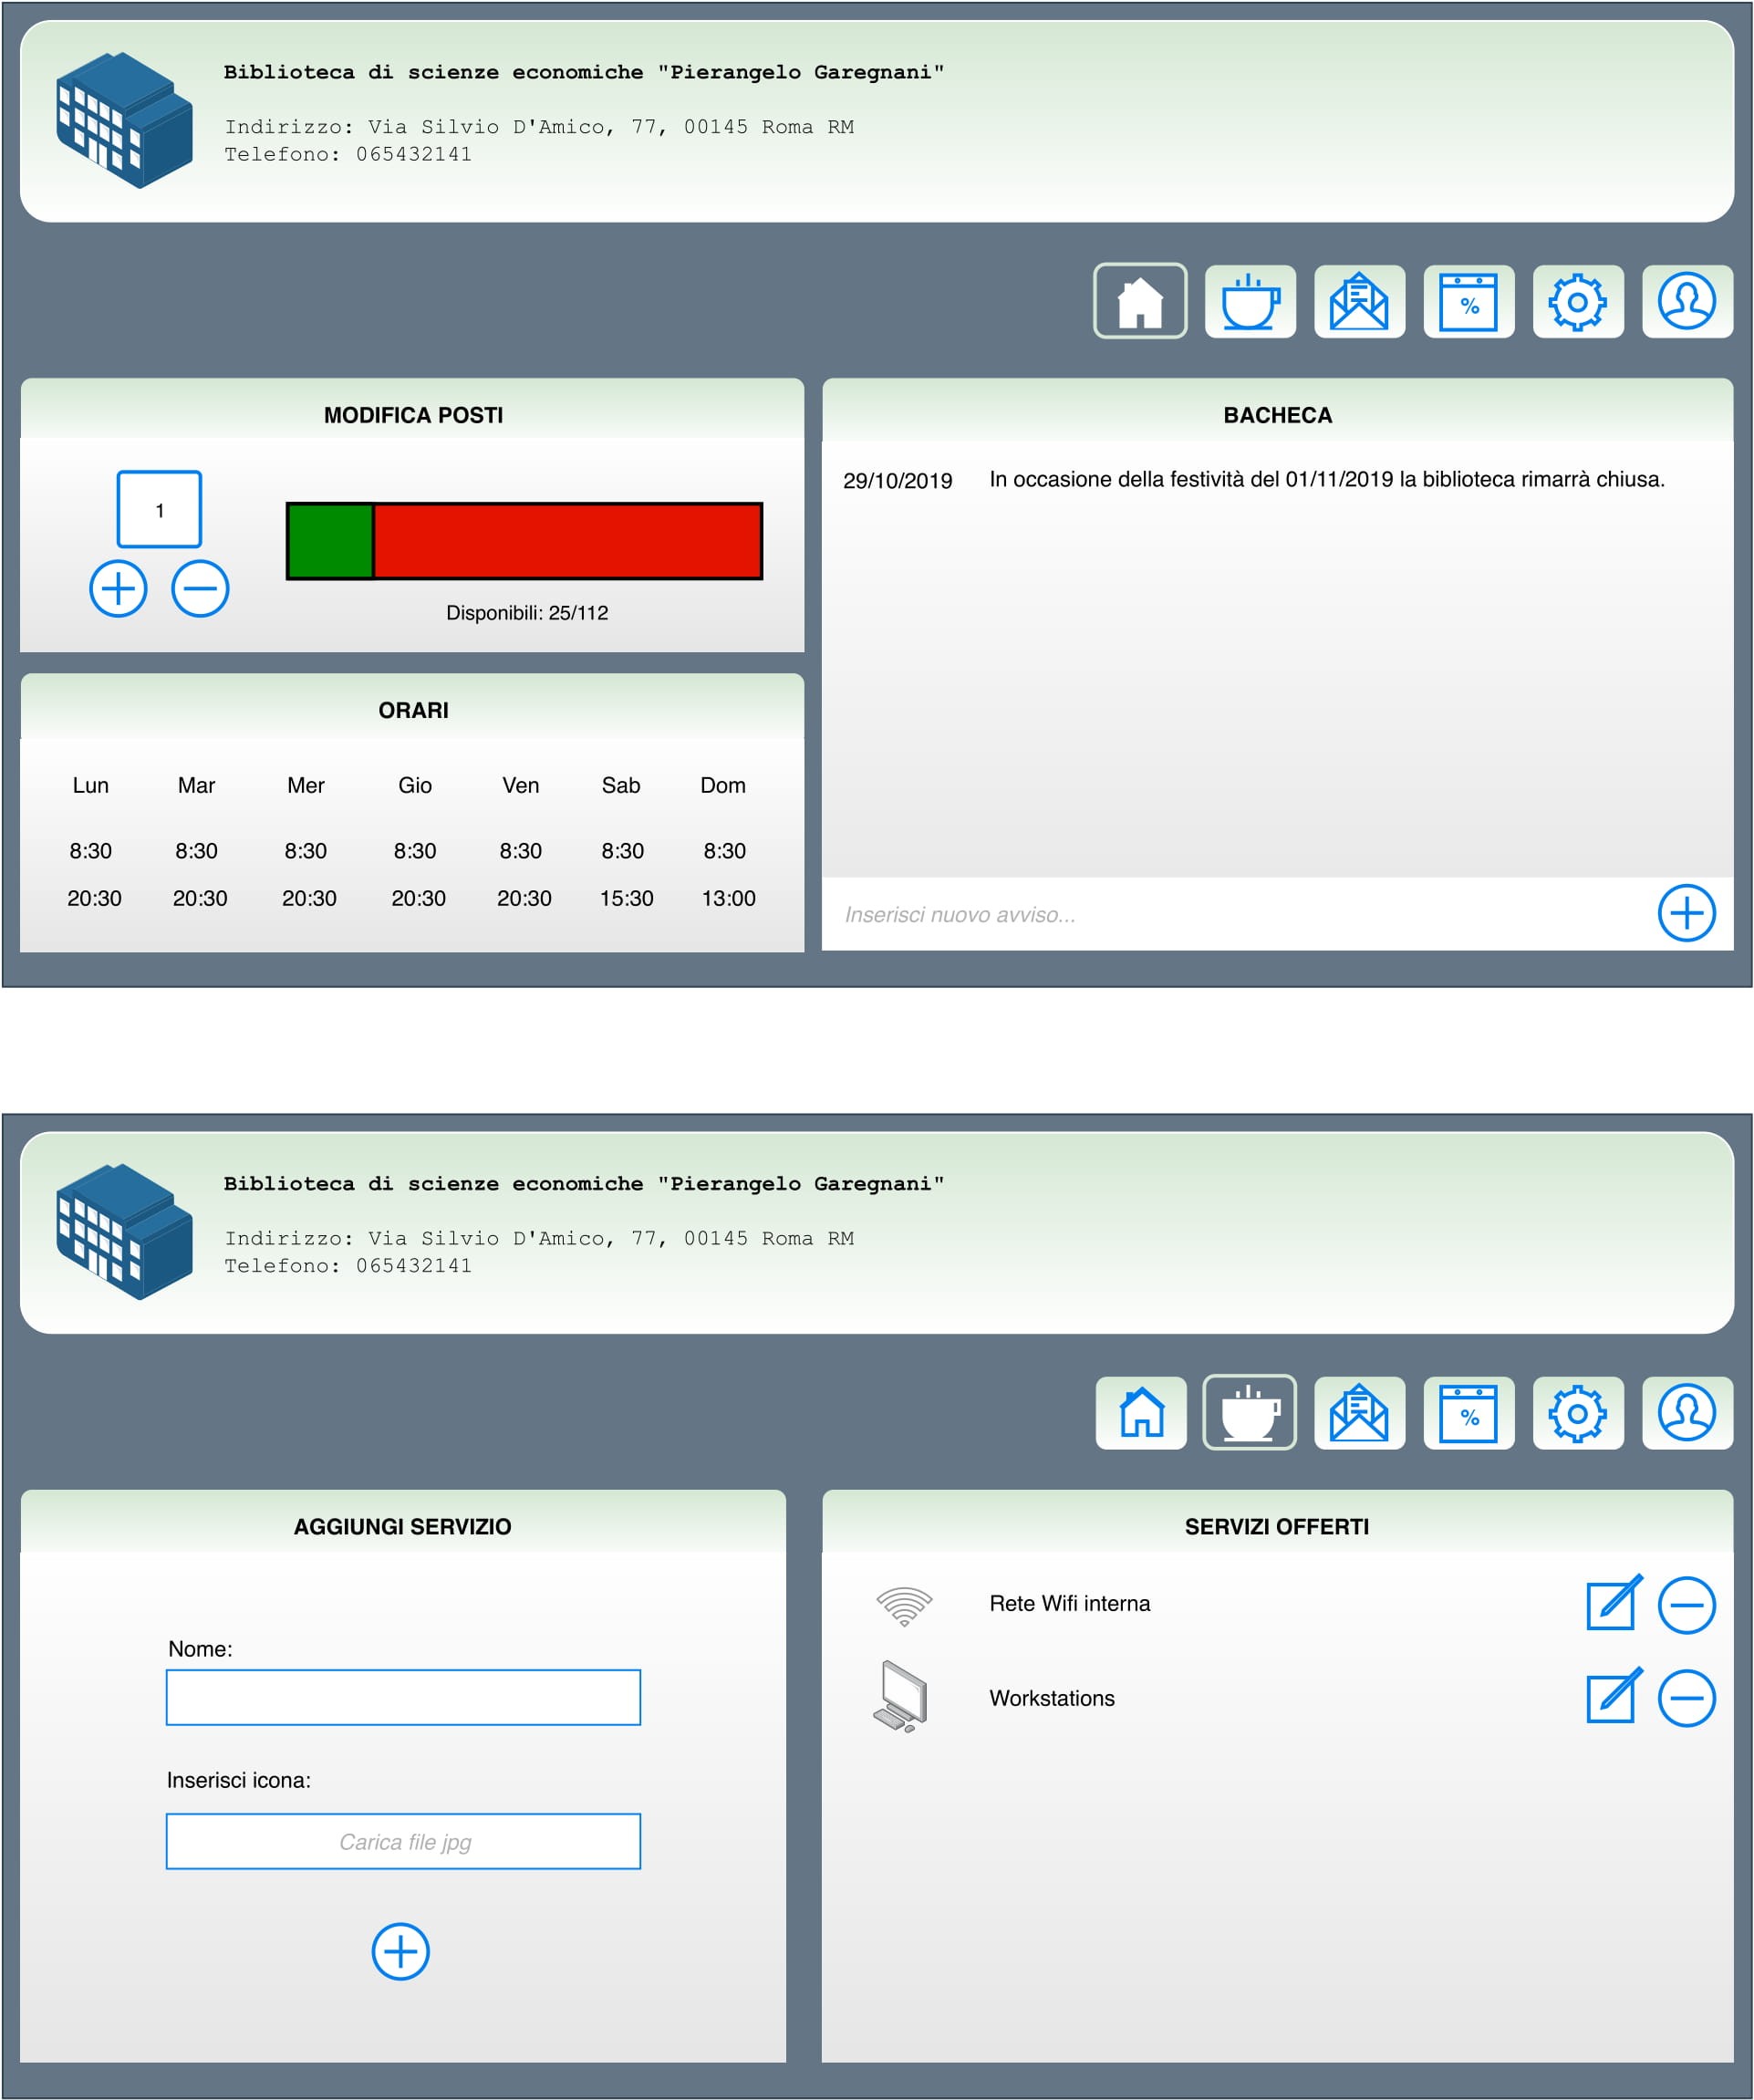 Biblioteca di scienze economiche "Pierangelo Garegnani"
Indirizzo: Via Silvio D'Amico, 77, 00145 Roma RM
Telefono: 065432141
%
MODIFICA POSTI
1
Disponibili: 25/112
ORARI
Lun Mar Mer Gio Ven Sab Dom
8:30 8:30 8:30 8:30 8:30 8:30 8:30
20:30 20:30 20:30 20:30 20:30 15:30 13:00
BACHECA
29/10/2019 In occasione della festività del 01/11/2019 la biblioteca rimarrà chiusa.
Inserisci nuovo avviso...
Biblioteca di scienze economiche "Pierangelo Garegnani"
Indirizzo: Via Silvio D'Amico, 77, 00145 Roma RM
Telefono: 065432141
%
AGGIUNGI SERVIZIO
Nome:
Inserisci icona:
Carica file jpg
SERVIZI OFFERTI
Rete Wifi interna
Workstations